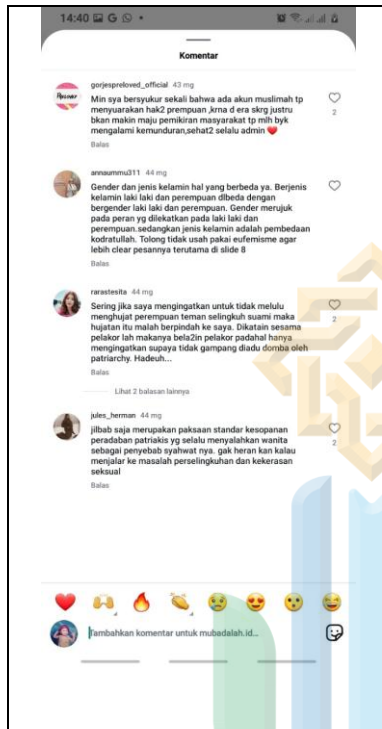 14:40
Komentar
gorjespreloved_official 43 mg
Min sya bersyukur sekali bahwa ada akun muslimah tp
menyuarakan hak2 prempuan ,krna d era skrg justru
bkan makin maju pemikiran masyarakat tp mlh byk
mengalami kemunduran,sehat2 selalu admin ❤️
2
Balas
annaummu311 44 mg
Gender dan jenis kelamin hal yang berbeda ya. Berjenis
kelamin laki laki dan perempuan dlbeda dengan
bergender laki laki dan perempuan. Gender merujuk
pada peran yg dilekatkan pada laki laki dan
perempuan.sedangkan jenis kelamin adalah pembedaan
kodratullah. Tolong tidak usah pakai eufemisme agar
lebih clear pesannya terutama di slide 8
Balas
rarastesita 44 mg
Sering jika saya mengingatkan untuk tidak melulu
menghujat perempuan teman selingkuh suami maka
hujatan itu malah berpindah ke saya. Dikatain sesama
pelakor lah makanya bela2in pelakor padahal hanya
mengingatkan supaya tidak gampang diadu domba oleh
patriarchy. Hadeuh...
2
Balas
Lihat 2 balasan lainnya
jules_herman 44 mg
jilbab saja merupakan paksaan standar kesopanan
peradaban patriakis yg selalu menyalahkan wanita
sebagai penyebab syahwat nya. gak heran kan kalau
menjalar ke masalah perselingkuhan dan kekerasan
seksual
2
Balas
Tambahkan komentar untuk mubadalah.id...